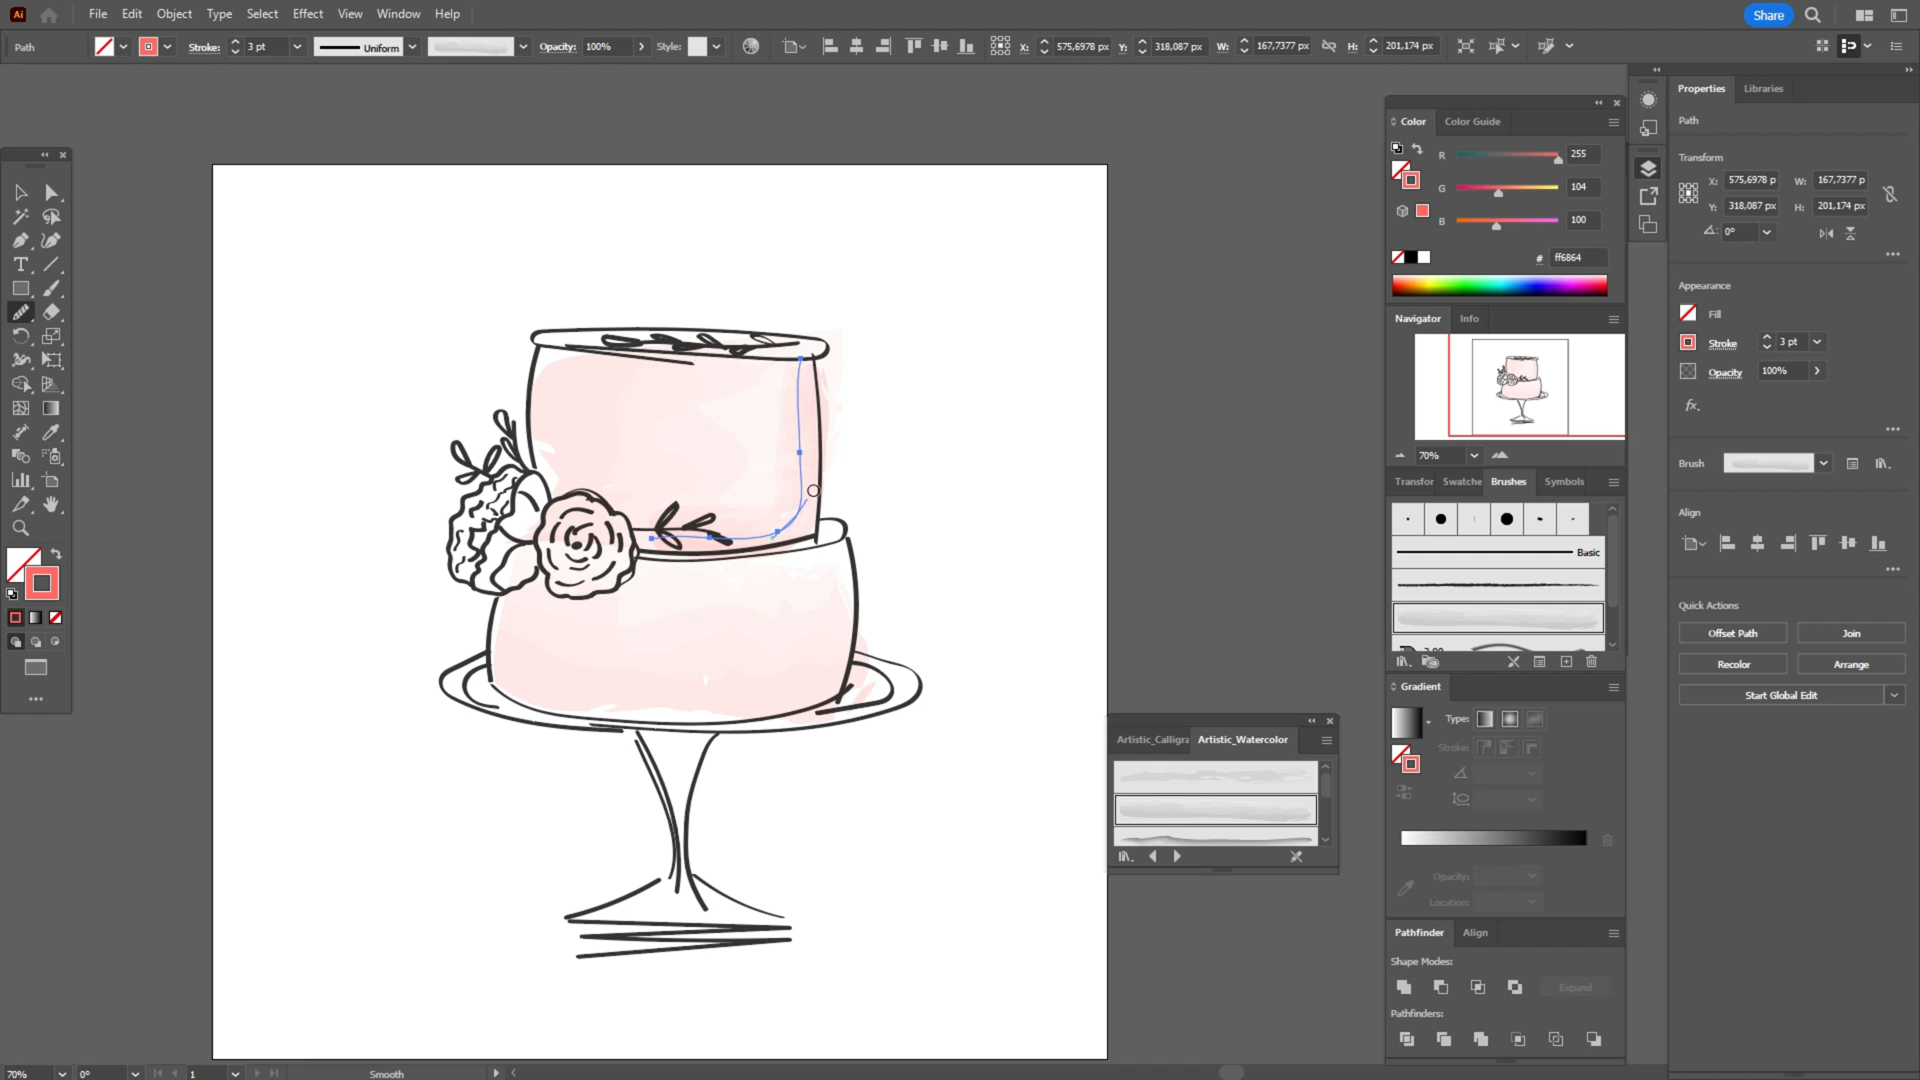 Ai File Edit Object Type Select Effect View Window Help Share
Path Stroke: 3 pt Uniform Opacity: 100% Style: X: 575,6978 px Y: 318,087 px W: 167,7377 px H: 201,174 px
Properties Libraries
Path
Transform
X: 575,6978 p W: 167,7377 p
Y: 318,087 px H: 201,174 px
0°
Appearance
Fill
Stroke 3 pt
Opacity 100%
fx.
Brush
Align
Quick Actions
Offset Path Join
Recolor Arrange
Start Global Edit
Color Color Guide
R 255
G 104
B 100
# ff6864
Navigator Info
70%
Transfor Swatche Brushes Symbols
Basic
Gradient
Type:
Stroke:
Opacity:
Location:
Pathfinder Align
Shape Modes:
Expand
Pathfinders:
Artistic_Calligra Artistic_Watercolor
70% 0° 1 Smooth